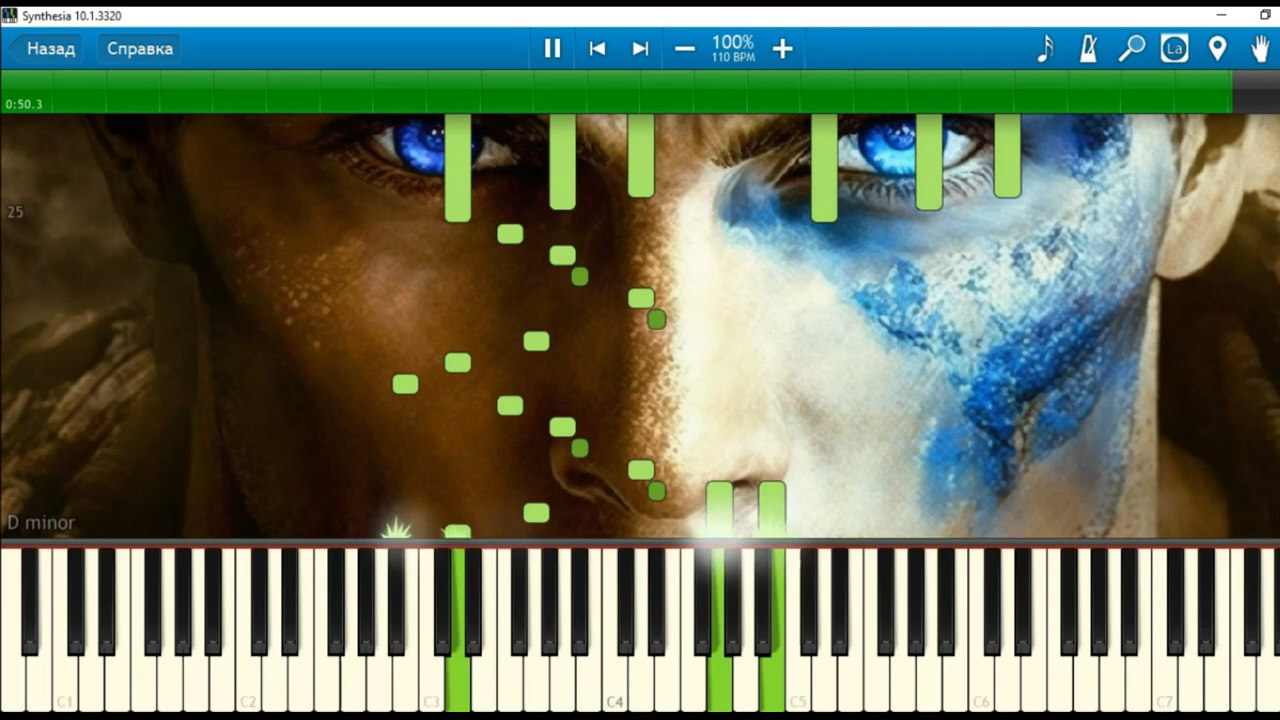 Synthesia 10.1.3320
Назад
Справка
100%
110 BPM
La
0:50.3
25
D minor
C1 C2 C3 C4 C5 C6 C7